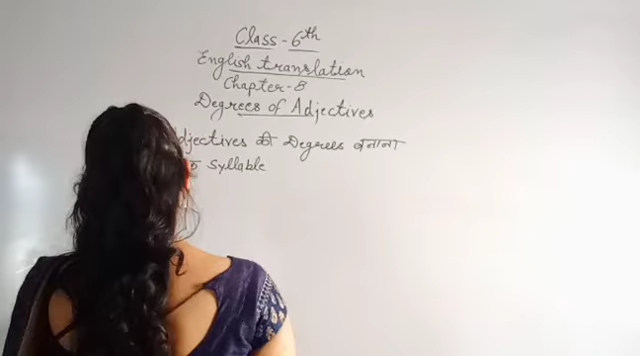 Class - 6th
English translation
Chapter-8
Degrees of Adjectives
djectives की Degrees बनाना
Syllable